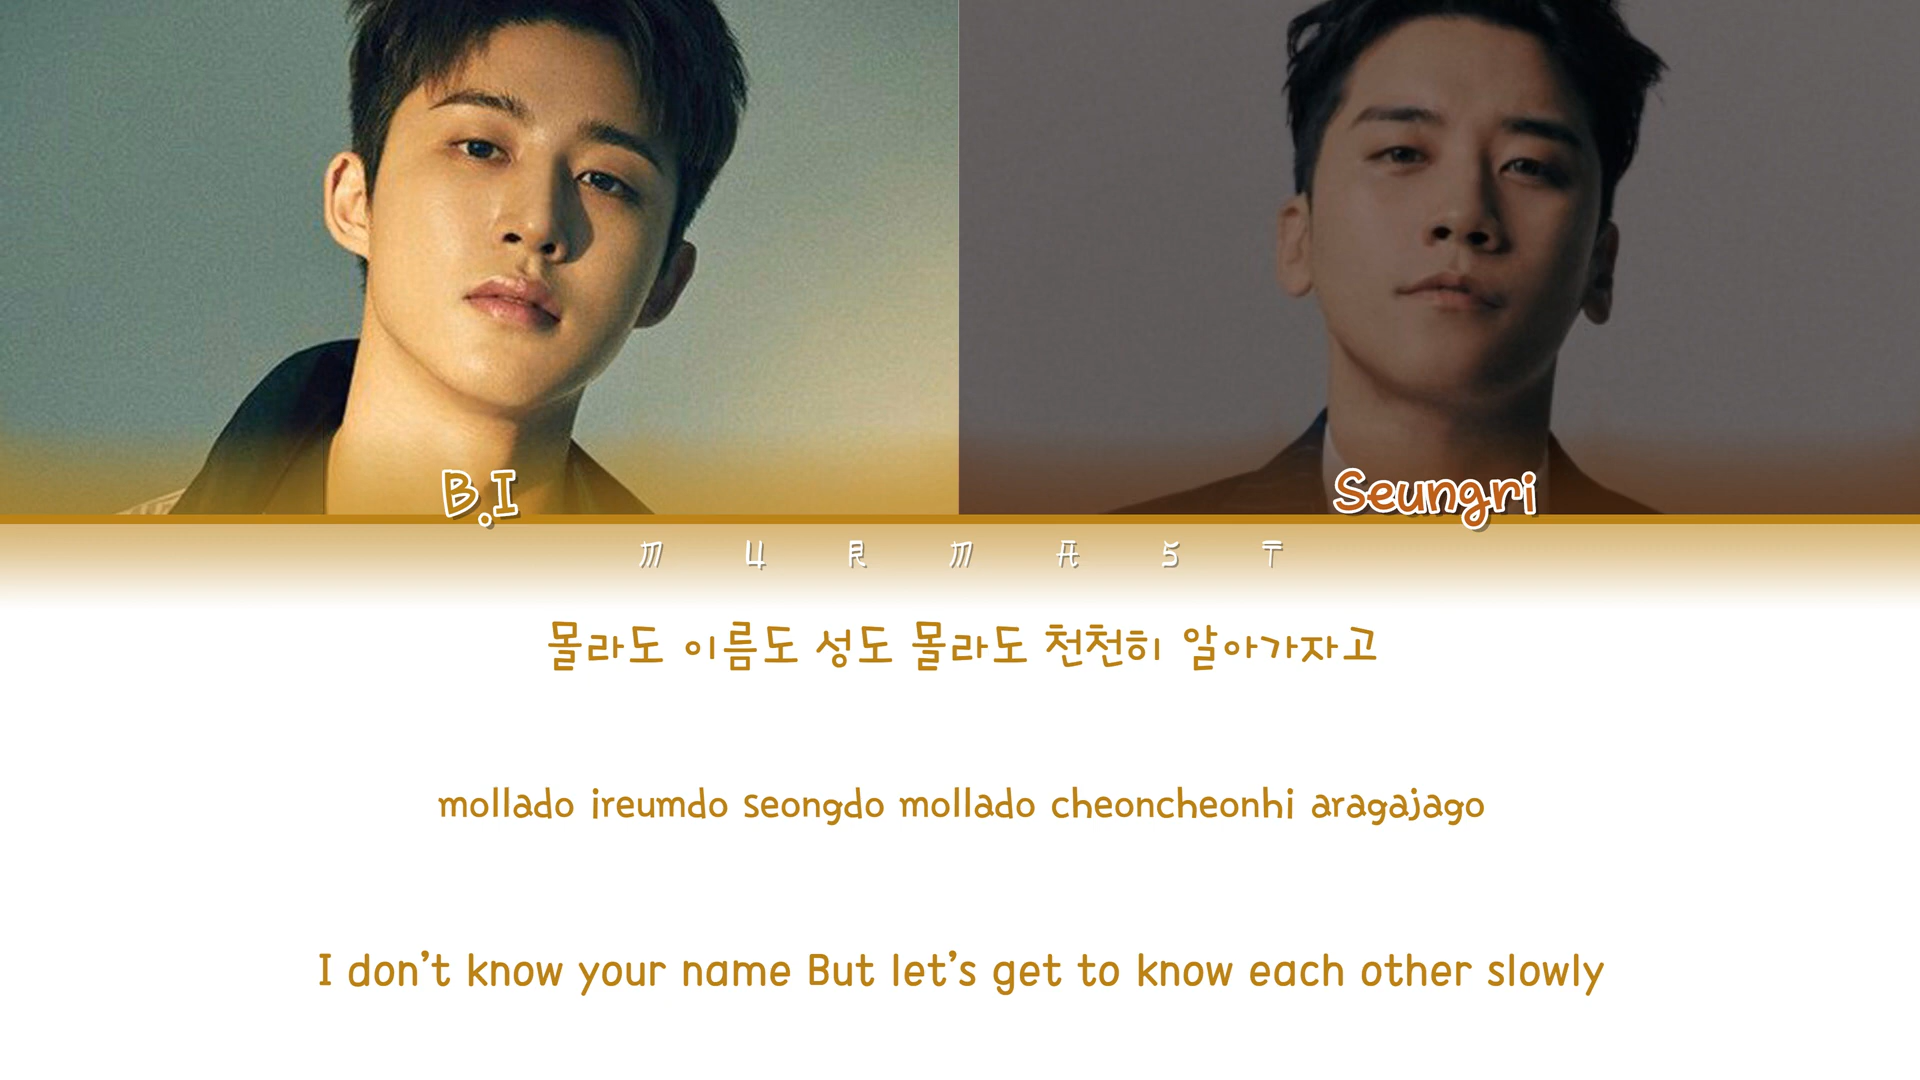 B.I
Seungri
MURMAST
몰라도 이름도 성도 몰라도 천천히 알아가자고
mollado ireumdo seongdo mollado cheoncheonhi aragajago
I don’t know your name But let’s get to know each other slowly